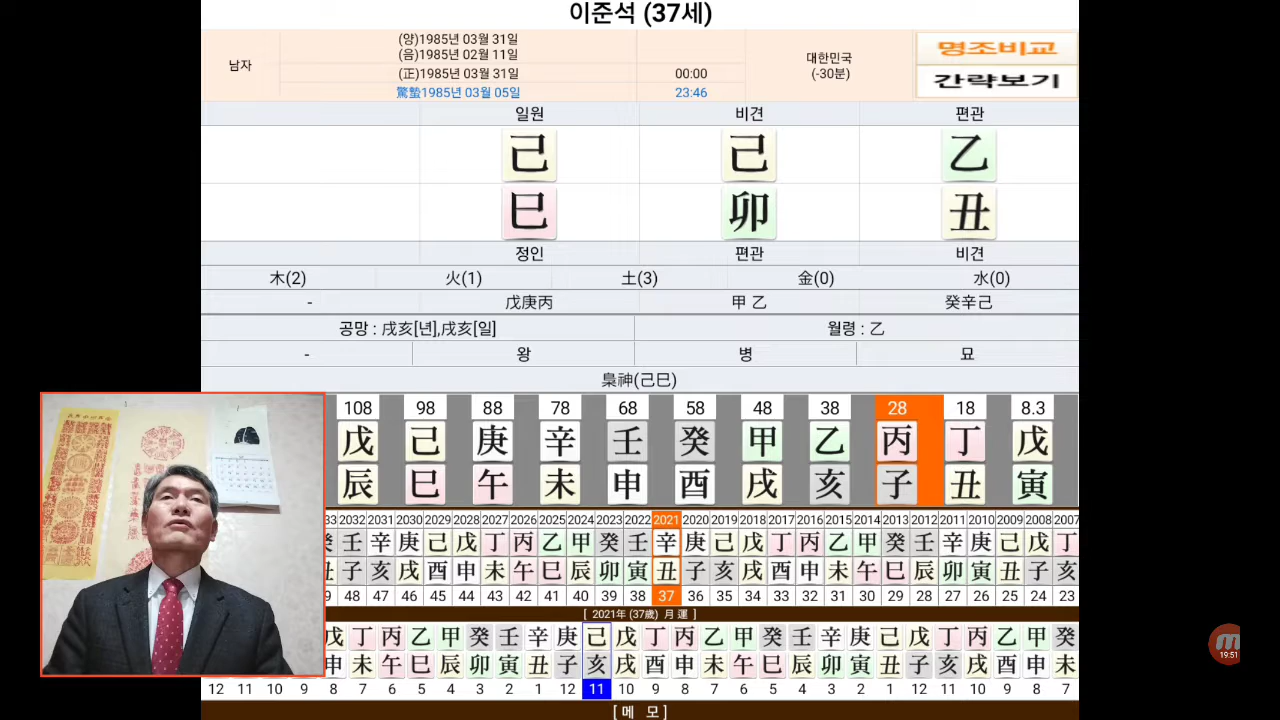 이준석 (37세)
남자
(양)1985년 03월 31일
(음)1985년 02월 11일
(正)1985년 03월 31일 00:00
驚蟄1985년 03월 05일 23:46
대한민국
(-30분)
명조비교
간략보기
일원 비견 편관
己 己 乙
巳 卯 丑
정인 편관 비견
木(2) 火(1) 土(3) 金(0) 水(0)
- 戊庚丙 甲 乙 癸辛己
공망 : 戌亥[년],戌亥[일] 월령 : 乙
- 왕 병 묘
梟神(己巳)
108 98 88 78 68 58 48 38 28 18 8.3
戊 己 庚 辛 壬 癸 甲 乙 丙 丁 戊
辰 巳 午 未 申 酉 戌 亥 子 丑 寅
33 2032 2031 2030 2029 2028 2027 2026 2025 2024 2023 2022 2021 2020 2019 2018 2017 2016 2015 2014 2013 2012 2011 2010 2009 2008 2007
癸 壬 辛 庚 己 戊 丁 丙 乙 甲 癸 壬 辛 庚 己 戊 丁 丙 乙 甲 癸 壬 辛 庚 己 戊 丁
丑 子 亥 戌 酉 申 未 午 巳 辰 卯 寅 丑 子 亥 戌 酉 申 未 午 巳 辰 卯 寅 丑 子 亥
9 48 47 46 45 44 43 42 41 40 39 38 37 36 35 34 33 32 31 30 29 28 27 26 25 24 23
[ 2021年 (37歲) 月 運 ]
戊 丁 丙 乙 甲 癸 壬 辛 庚 己 戊 丁 丙 乙 甲 癸 壬 辛 庚 己 戊 丁 丙 乙 甲 癸
申 未 午 巳 辰 卯 寅 丑 子 亥 戌 酉 申 未 午 巳 辰 卯 寅 丑 子 亥 戌 酉 申 未
12 11 10 9 8 7 6 5 4 3 2 1 12 11 10 9 8 7 6 5 4 3 2 1 12 11 10 9 8 7
[ 메 모 ]
19:51